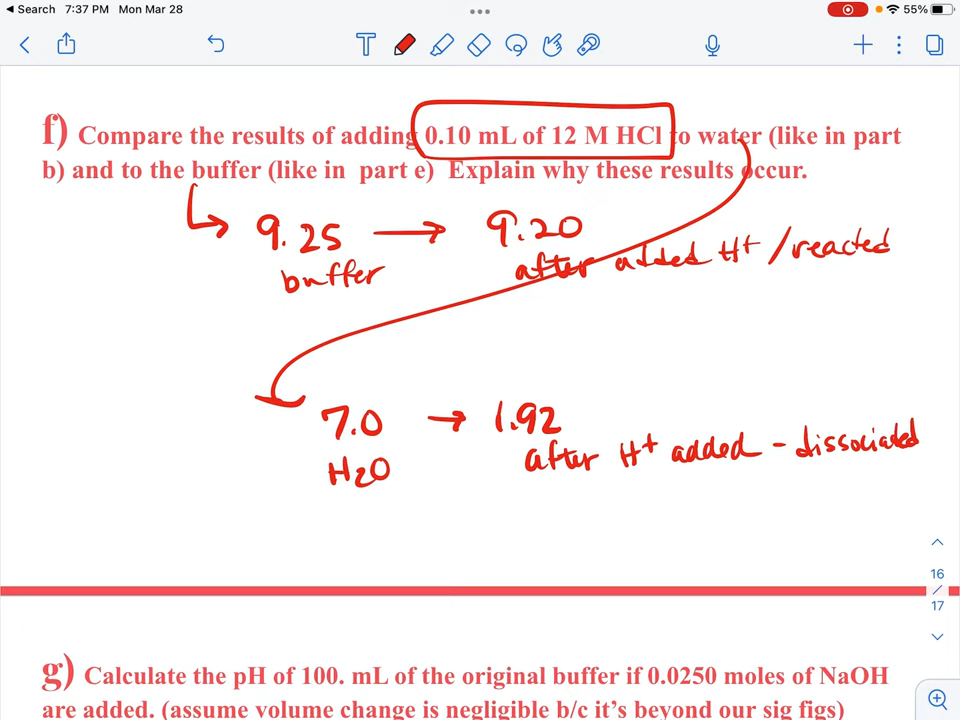 Search 7:37 PM Mon Mar 28
55%
f) Compare the results of adding 0.10 mL of 12 M HCl to water (like in part
b) and to the buffer (like in part e) Explain why these results occur.
9.25 → 9.20
buffer after added H+ / reacted
7.0 → 1.92
H2O after H+ added - dissociated
16
/
17
g) Calculate the pH of 100. mL of the original buffer if 0.0250 moles of NaOH
are added. (assume volume change is negligible b/c it's beyond our sig figs)